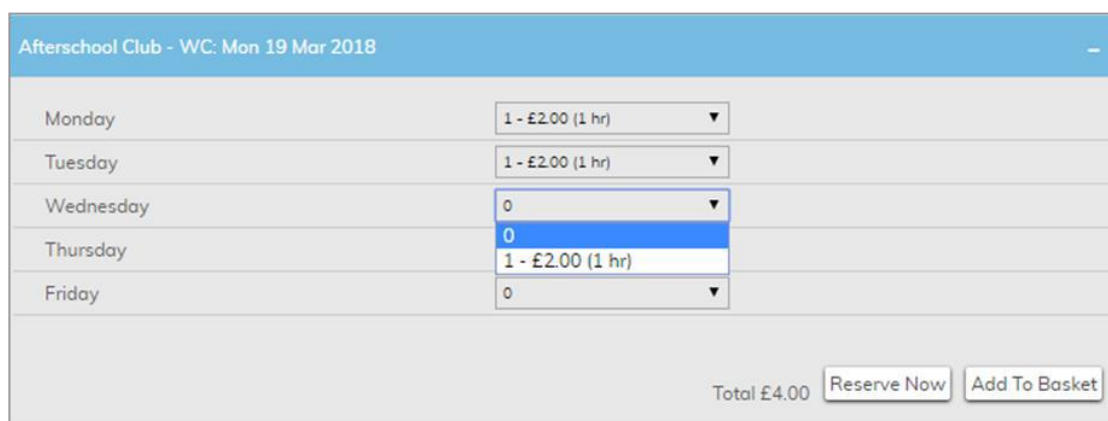 Afterschool Club - WC: Mon 19 Mar 2018 –
Monday 1 - £2.00 (1 hr) ▼
Tuesday 1 - £2.00 (1 hr) ▼
Wednesday 0 ▼
0
Thursday
1 - £2.00 (1 hr)
Friday 0 ▼
Total £4.00 Reserve Now Add To Basket